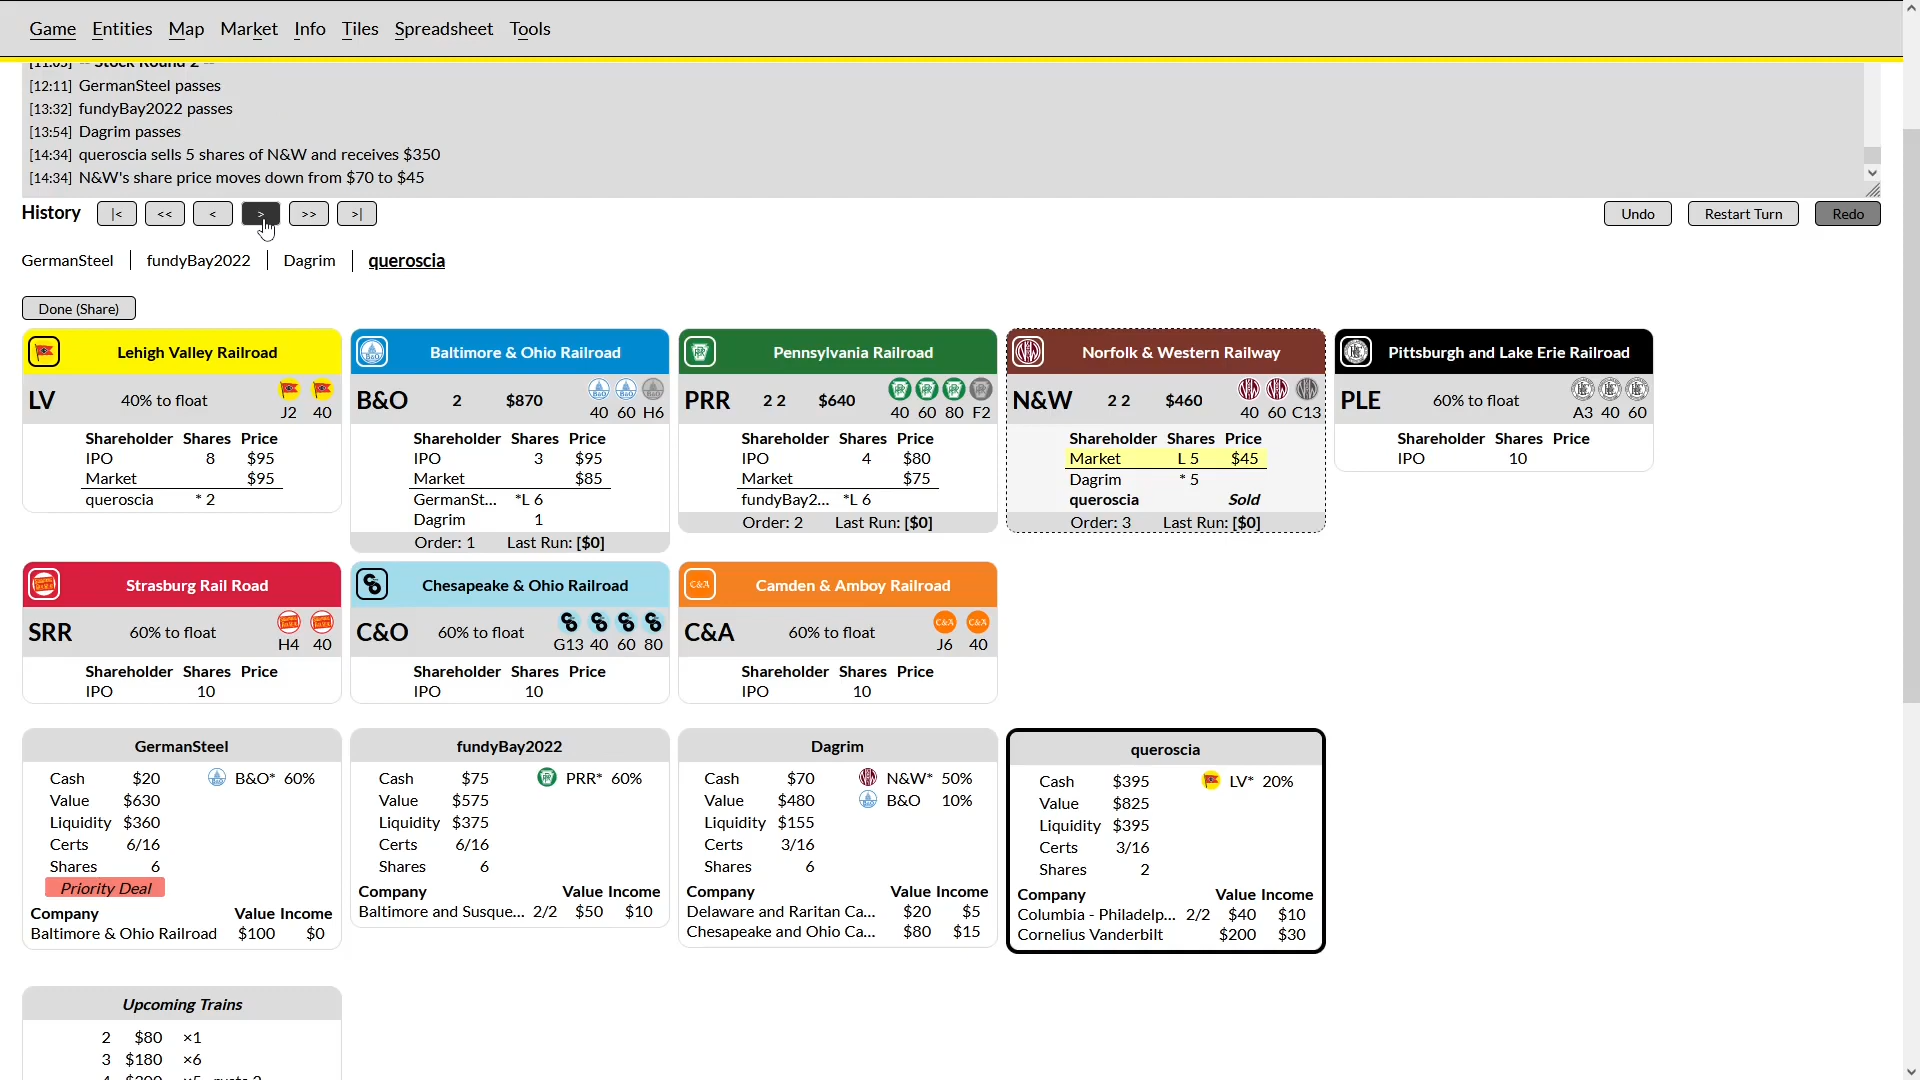 Game Entities Map Market Info Tiles Spreadsheet Tools
[11:05] -- Stock Round 2 --
[12:11] GermanSteel passes
[13:32] fundyBay2022 passes
[13:54] Dagrim passes
[14:34] queroscia sells 5 shares of N&W and receives $350
[14:34] N&W's share price moves down from $70 to $45
History |< << < > >> >| Undo Restart Turn Redo
GermanSteel fundyBay2022 Dagrim queroscia
Done (Share)
Lehigh Valley Railroad
LV 40% to float J2 40
Shareholder Shares Price
IPO 8 $95
Market $95
queroscia * 2
Baltimore & Ohio Railroad
B&O 2 $870 40 60 H6
Shareholder Shares Price
IPO 3 $95
Market $85
GermanSt... *L 6
Dagrim 1
Order: 1 Last Run: [$0]
Pennsylvania Railroad
PRR 2 2 $640 40 60 80 F2
Shareholder Shares Price
IPO 4 $80
Market $75
fundyBay2... *L 6
Order: 2 Last Run: [$0]
Norfolk & Western Railway
N&W 2 2 $460 40 60 C13
Shareholder Shares Price
Market L 5 $45
Dagrim * 5
queroscia Sold
Order: 3 Last Run: [$0]
Pittsburgh and Lake Erie Railroad
PLE 60% to float A3 40 60
Shareholder Shares Price
IPO 10
Strasburg Rail Road
SRR 60% to float H4 40
Shareholder Shares Price
IPO 10
Chesapeake & Ohio Railroad
C&O 60% to float G13 40 60 80
Shareholder Shares Price
IPO 10
C&A Camden & Amboy Railroad
C&A 60% to float C&A C&A J6 40
Shareholder Shares Price
IPO 10
GermanSteel
Cash $20 B&O* 60%
Value $630
Liquidity $360
Certs 6/16
Shares 6
Priority Deal
Company Value Income
Baltimore & Ohio Railroad $100 $0
fundyBay2022
Cash $75 PRR* 60%
Value $575
Liquidity $375
Certs 6/16
Shares 6
Company Value Income
Baltimore and Susque... 2/2 $50 $10
Dagrim
Cash $70 N&W* 50%
Value $480 B&O 10%
Liquidity $155
Certs 3/16
Shares 6
Company Value Income
Delaware and Raritan Ca... $20 $5
Chesapeake and Ohio Ca... $80 $15
queroscia
Cash $395 LV* 20%
Value $825
Liquidity $395
Certs 3/16
Shares 2
Company Value Income
Columbia - Philadelp... 2/2 $40 $10
Cornelius Vanderbilt $200 $30
Upcoming Trains
2 $80 ×1
3 $180 ×6